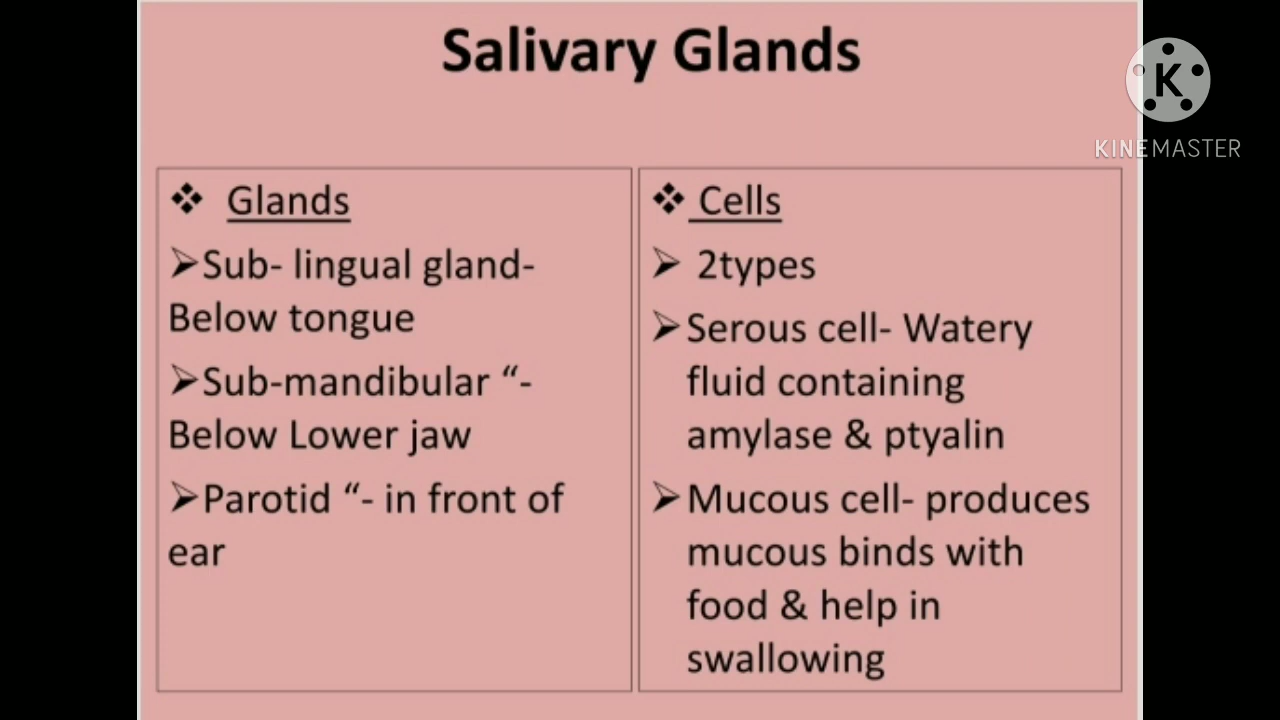 Salivary Glands
K
KINEMASTER
❖ Glands
➢Sub- lingual gland-
Below tongue
➢Sub-mandibular “-
Below Lower jaw
➢Parotid “- in front of
ear
❖ Cells
➢ 2types
➢Serous cell- Watery
fluid containing
amylase & ptyalin
➢Mucous cell- produces
mucous binds with
food & help in
swallowing